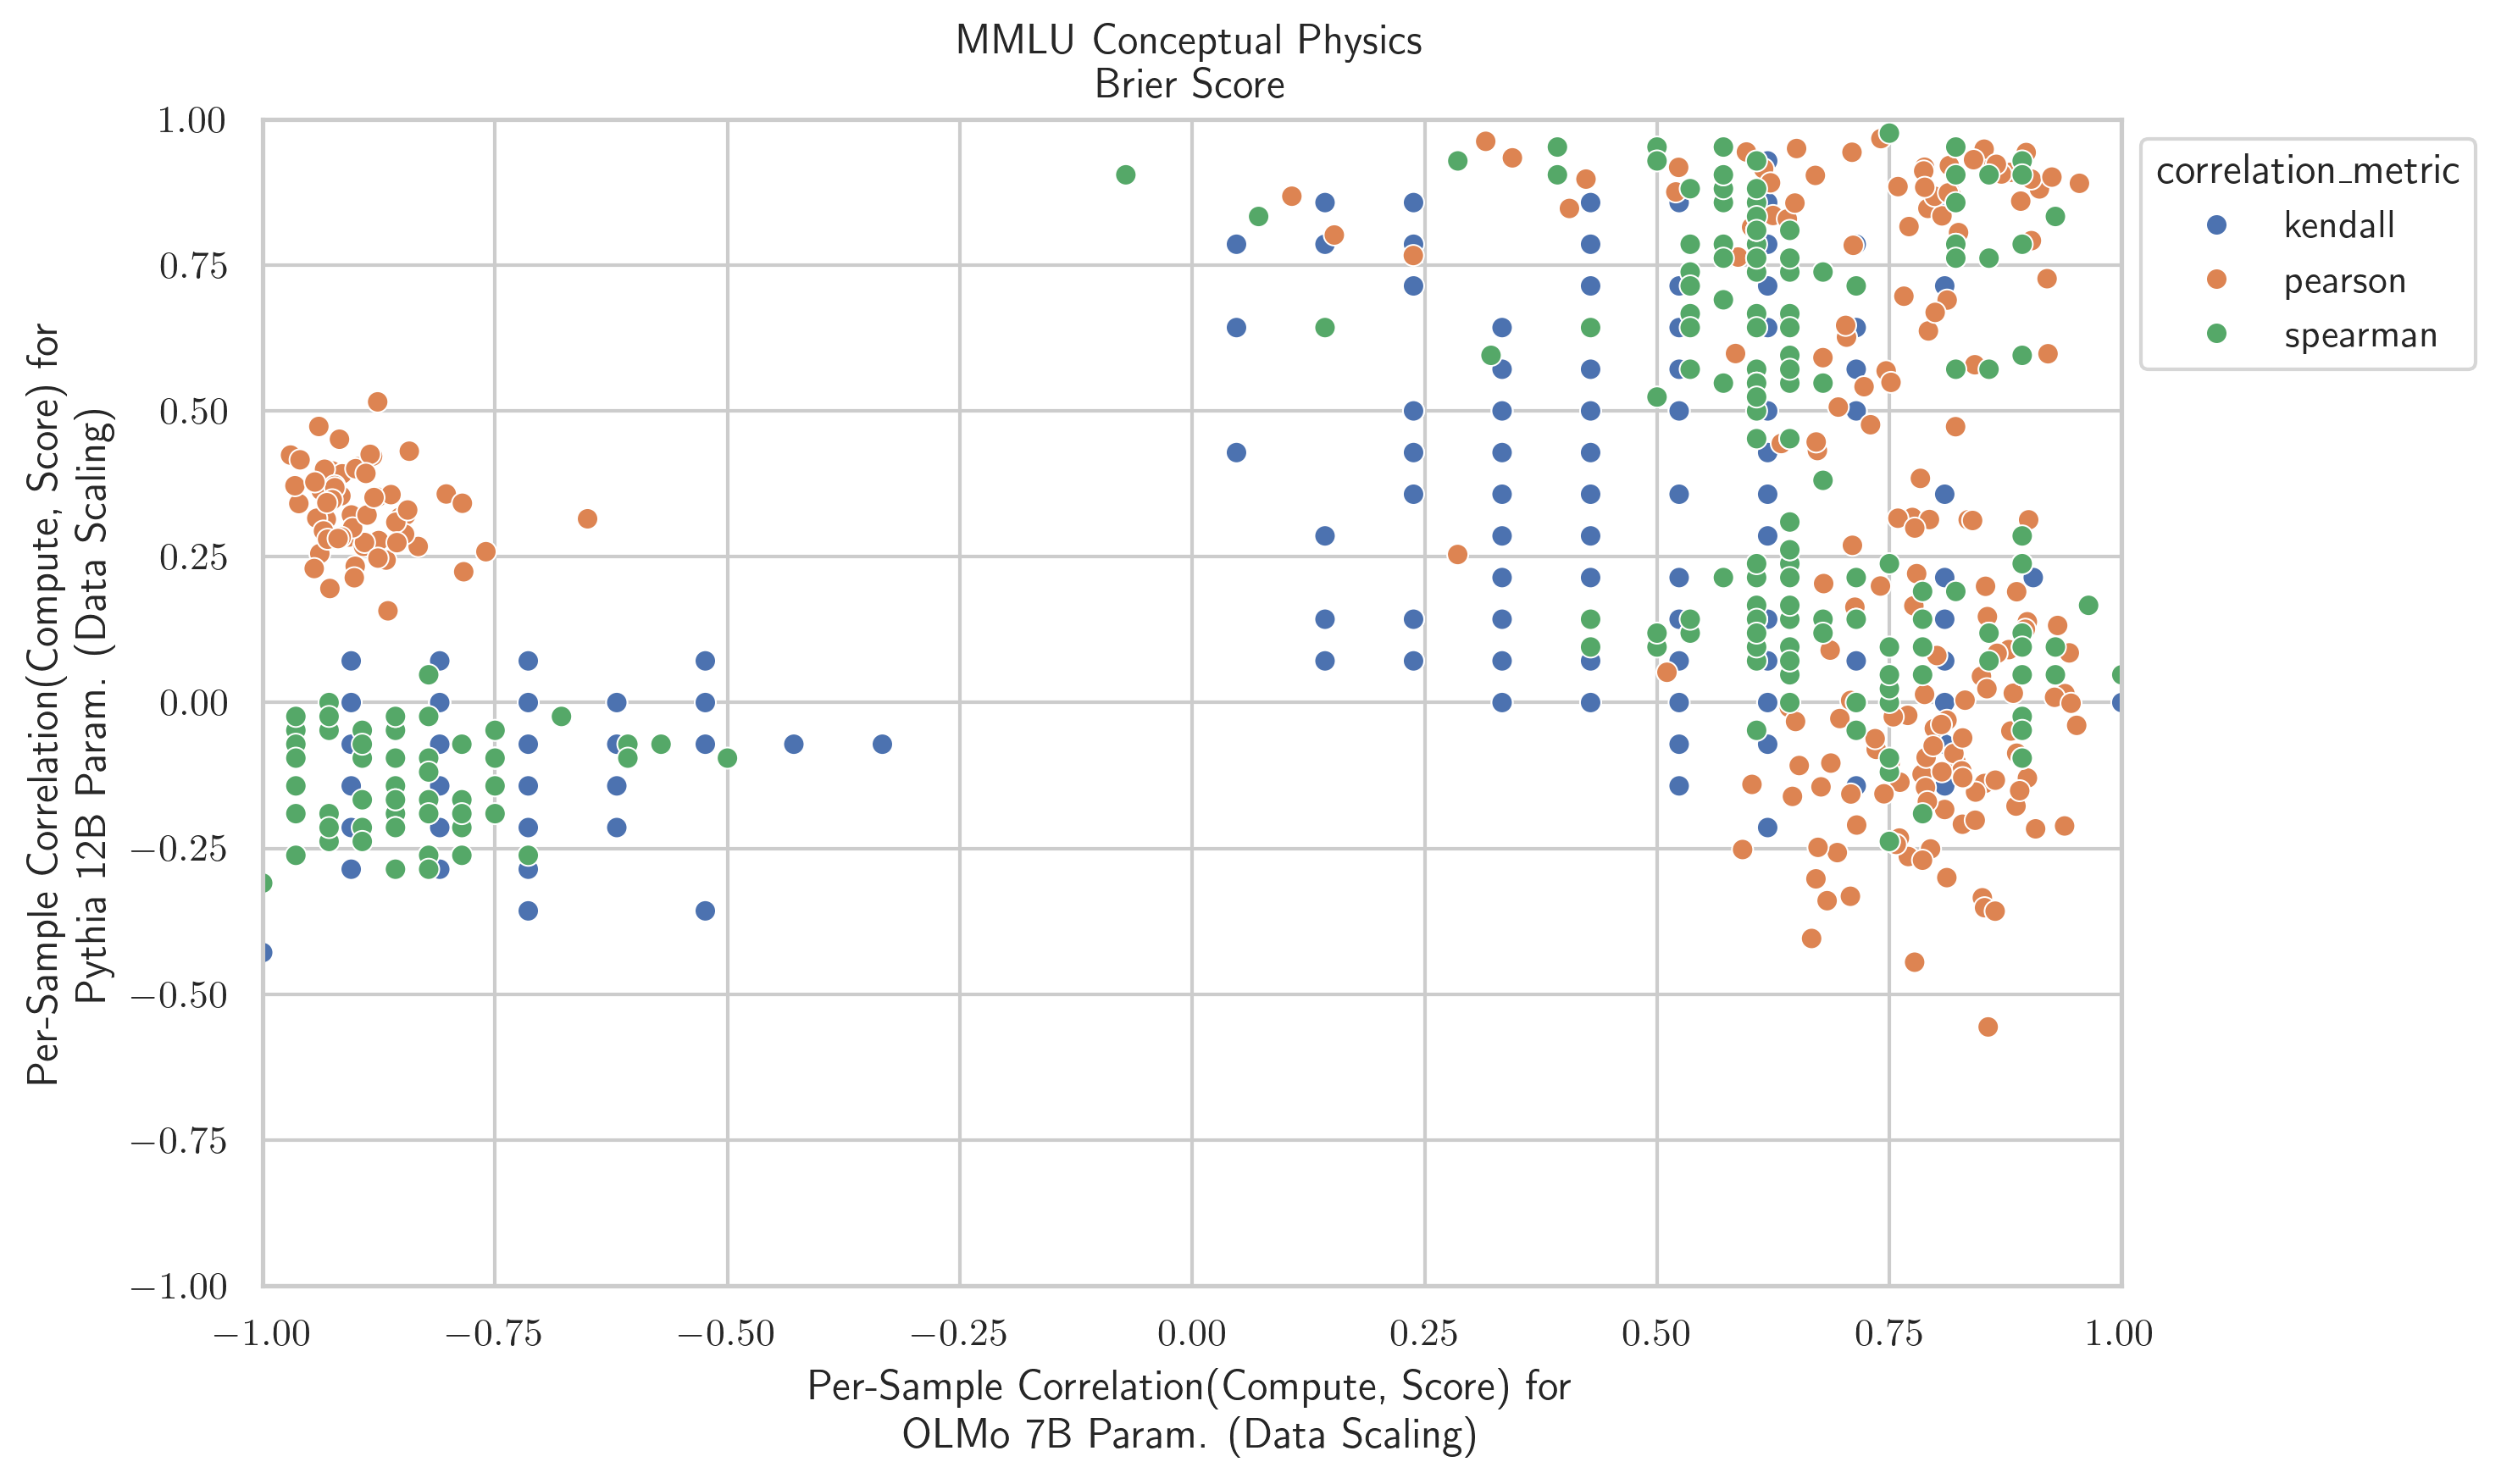 MMLU Conceptual Physics
Brier Score
Per-Sample Correlation(Compute, Score) for
Pythia 12B Param. (Data Scaling)
1.00
0.75
0.50
0.25
0.00
−0.25
−0.50
−0.75
−1.00
correlation_metric
kendall
pearson
spearman
−1.00 −0.75 −0.50 −0.25 0.00 0.25 0.50 0.75 1.00
Per-Sample Correlation(Compute, Score) for
OLMo 7B Param. (Data Scaling)